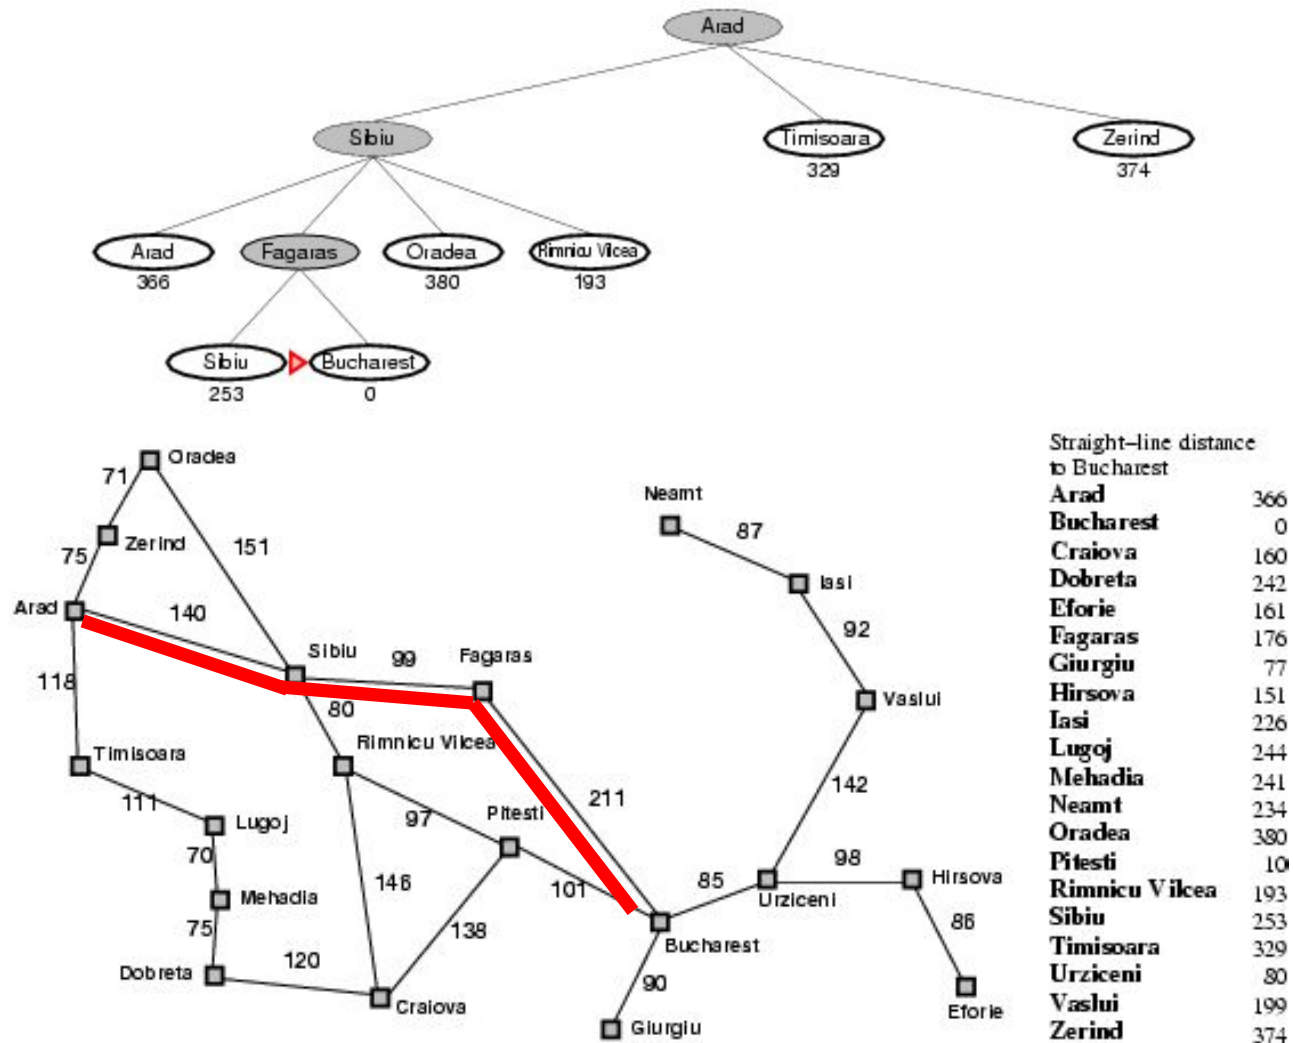 Arad
Sibiu
Timisoara
Zerind
329
374
Arad
Fagaras
Oradea
Rimnicu Vilcea
366
380
193
Sibiu
Bucharest
253
0
Oradea
71
Neamt
87
Zerind
151
75
Iasi
Arad
140
92
Sibiu
99
Fagaras
118
80
Vaslui
Rimnicu Vilcea
Timisoara
111
142
211
Pitesti
Lugoj
97
70
98
146
85
Hirsova
101
Urziceni
Mehadia
138
86
75
Bucharest
120
Dobreta
90
Craiova
Eforie
Giurgiu
Straight-line distance
to Bucharest
Arad 366
Bucharest 0
Craiova 160
Dobreta 242
Eforie 161
Fagaras 176
Giurgiu 77
Hirsova 151
Iasi 226
Lugoj 244
Mehadia 241
Neamt 234
Oradea 380
Pitesti 10
Rimnicu Vilcea 193
Sibiu 253
Timisoara 329
Urziceni 80
Vaslui 199
Zerind 374